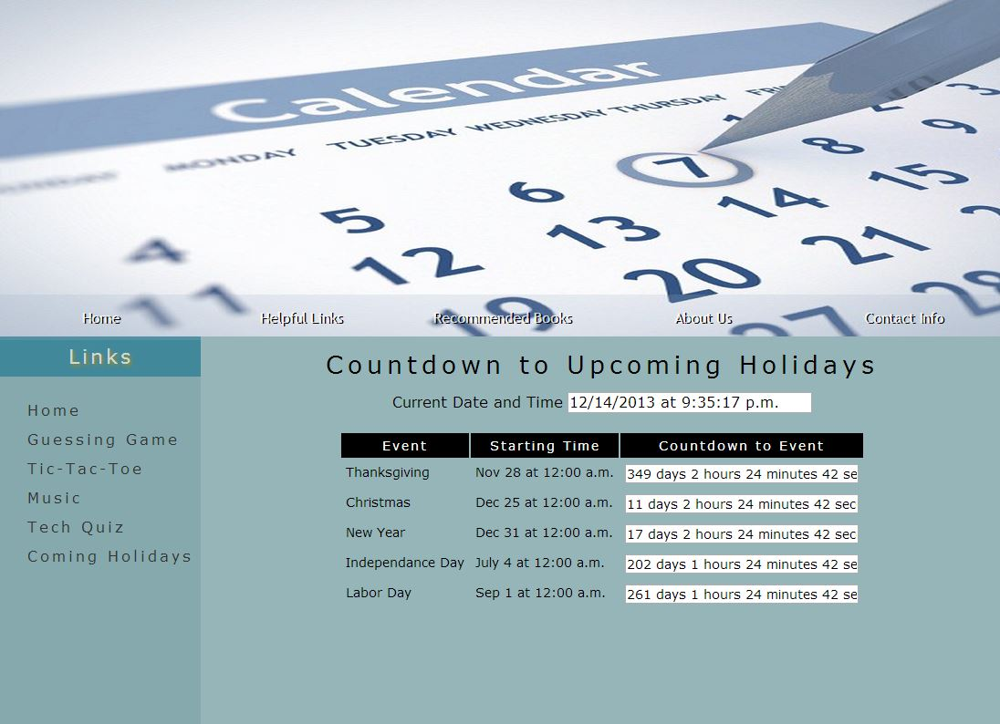 Calendar
MONDAY TUESDAY WEDNESDAY THURSDAY
1 2 3
4 5 6 7 8 9
11 12 13 14 15
19 20 21
27 28
Home Helpful Links Recommended Books About Us Contact Info
Links
Home
Guessing Game
Tic-Tac-Toe
Music
Tech Quiz
Coming Holidays
Countdown to Upcoming Holidays
Current Date and Time 12/14/2013 at 9:35:17 p.m.
Event Starting Time Countdown to Event
Thanksgiving Nov 28 at 12:00 a.m. 349 days 2 hours 24 minutes 42 se
Christmas Dec 25 at 12:00 a.m. 11 days 2 hours 24 minutes 42 sec
New Year Dec 31 at 12:00 a.m. 17 days 2 hours 24 minutes 42 sec
Independance Day July 4 at 12:00 a.m. 202 days 1 hours 24 minutes 42 se
Labor Day Sep 1 at 12:00 a.m. 261 days 1 hours 24 minutes 42 se